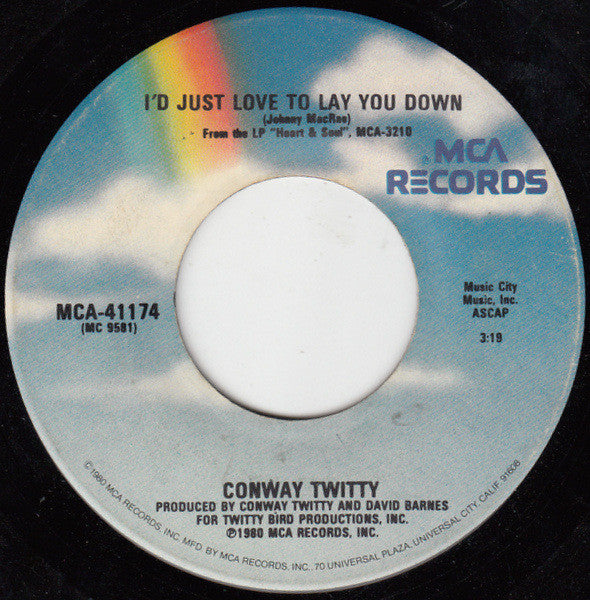 I'D JUST LOVE TO LAY YOU DOWN
(Johnny MacRae)
From the LP "Heart & Soul", MCA-3210
MCA
RECORDS
MCA-41174
(MC 9581)
Music City
Music, Inc.
ASCAP
3:19
CONWAY TWITTY
PRODUCED BY CONWAY TWITTY AND DAVID BARNES
FOR TWITTY BIRD PRODUCTIONS, INC.
℗1980 MCA RECORDS, INC.
©1980 MCA RECORDS, INC. MFD BY MCA RECORDS, INC., 70 UNIVERSAL PLAZA, UNIVERSAL CITY, CALIF. 91608